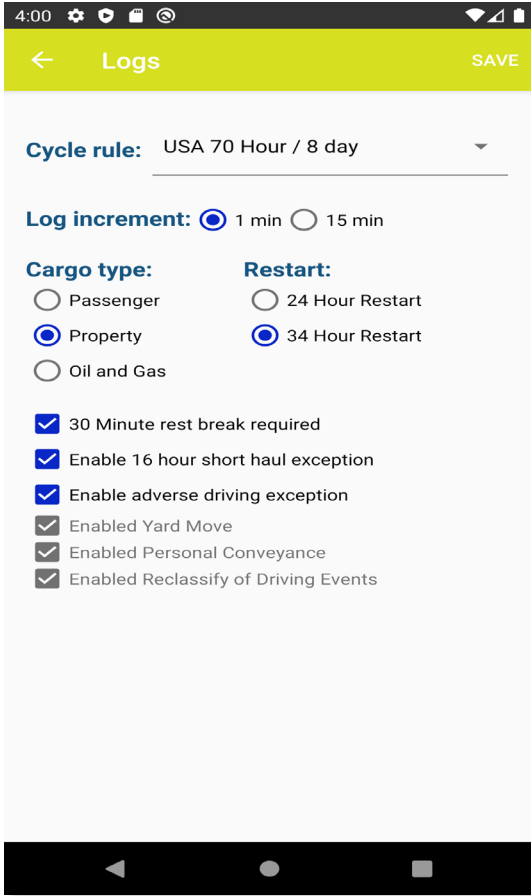 4:00
Logs
SAVE
Cycle rule: USA 70 Hour / 8 day
Log increment: 1 min 15 min
Cargo type: Restart:
Passenger 24 Hour Restart
Property 34 Hour Restart
Oil and Gas
30 Minute rest break required
Enable 16 hour short haul exception
Enable adverse driving exception
Enabled Yard Move
Enabled Personal Conveyance
Enabled Reclassify of Driving Events